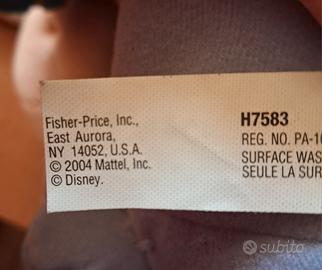 Fisher-Price, Inc.,
East Aurora,
NY 14052, U.S.A.
© 2004 Mattel, Inc.
© Disney.
H7583
REG. NO. PA-
SURFACE WAS
SEULE LA SUR
subito